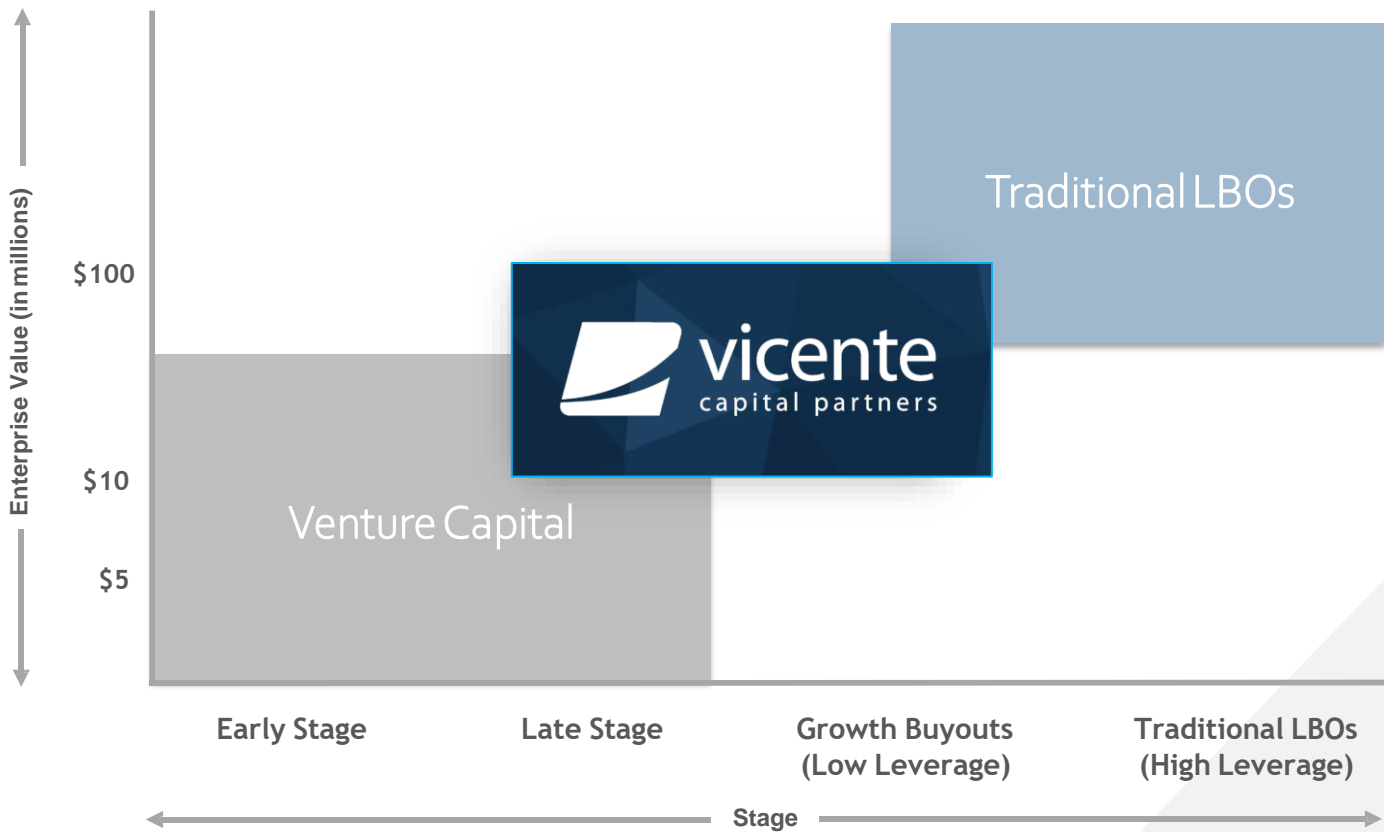 Enterprise Value (in millions)
$100
$10
$5
Traditional LBOs
vicente
capital partners
Venture Capital
Early Stage
Late Stage
Growth Buyouts
(Low Leverage)
Traditional LBOs
(High Leverage)
Stage